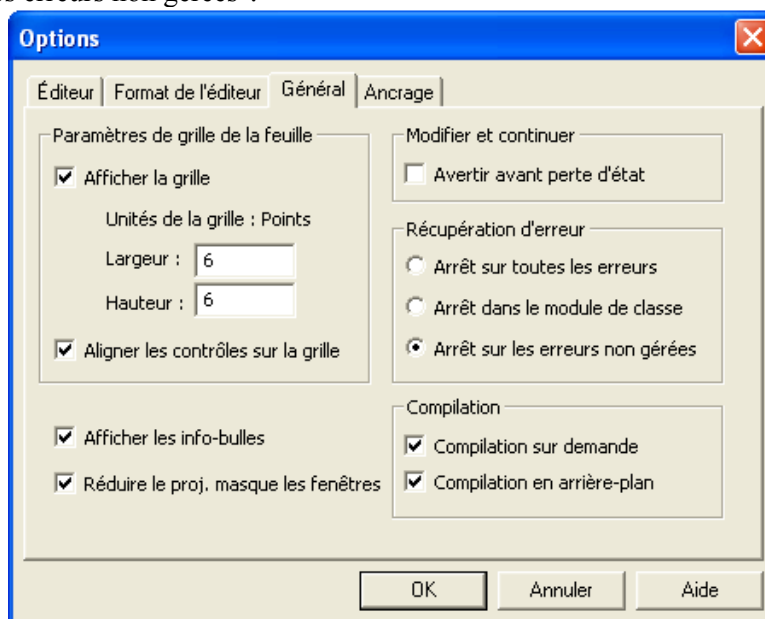 Options
Éditeur Format de l'éditeur Général Ancrage
Paramètres de grille de la feuille
Afficher la grille
Unités de la grille : Points
Largeur : 6
Hauteur : 6
Aligner les contrôles sur la grille
Afficher les info-bulles
Réduire le proj. masque les fenêtres
Modifier et continuer
Avertir avant perte d'état
Récupération d'erreur
Arrêt sur toutes les erreurs
Arrêt dans le module de classe
Arrêt sur les erreurs non gérées
Compilation
Compilation sur demande
Compilation en arrière-plan
OK Annuler Aide